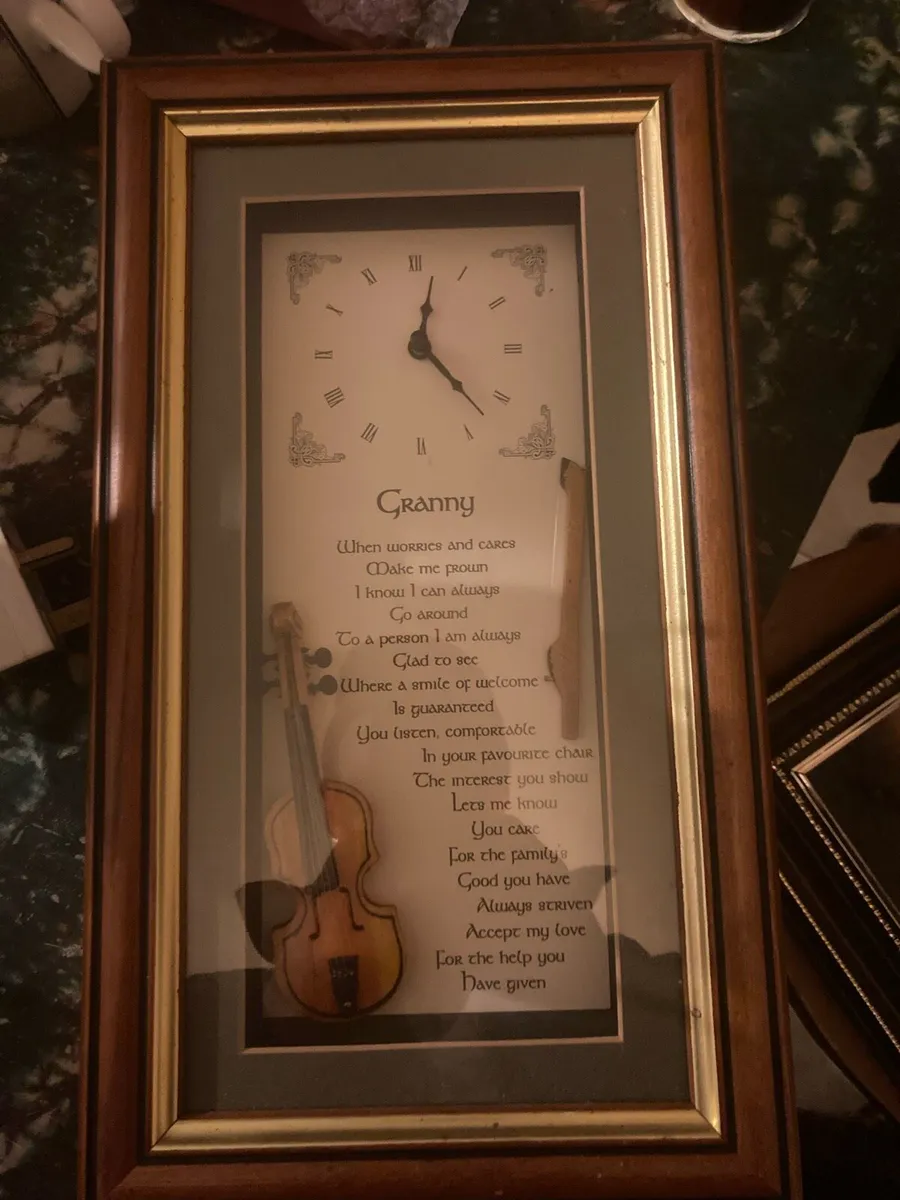 XII
I
II
III
IIII
V
VI
VII
VIII
IX
X
XI
Granny
When worries and cares
Make me frown
I know I can always
Go around
To a person I am always
Glad to see
Where a smile of welcome
Is guaranteed
You listen, comfortable
In your favourite chair
The interest you show
Lets me know
You care
For the family's
Good you have
Always striven
Accept my love
For the help you
Have given